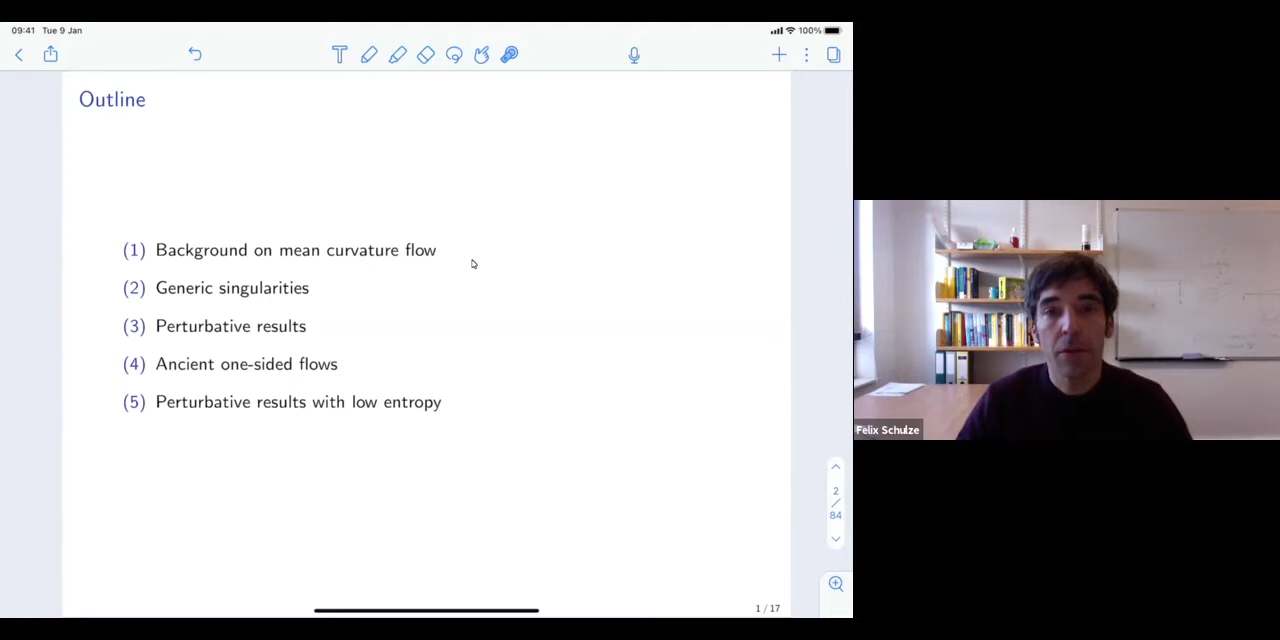 09:41 Tue 9 Jan
100%
Outline
(1) Background on mean curvature flow
(2) Generic singularities
(3) Perturbative results
(4) Ancient one-sided flows
(5) Perturbative results with low entropy
2
/
84
1 / 17
Felix Schulze